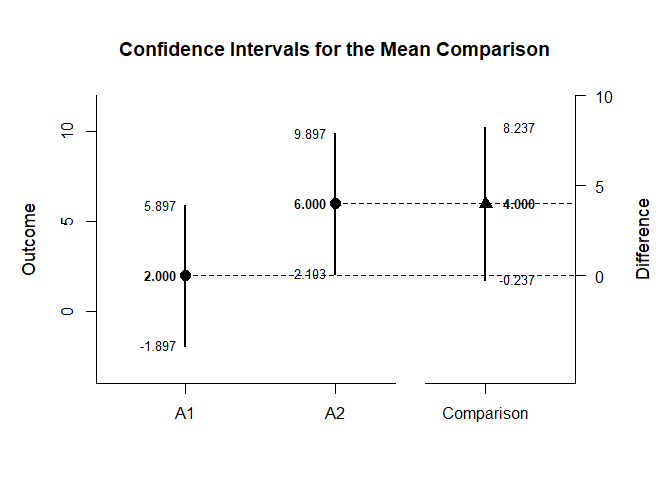 Confidence Intervals for the Mean Comparison
Outcome
10
5
0
5.897
2.000
-1.897
9.897
6.000
2.103
8.237
4.000
-0.237
10
5
0
Difference
A1
A2
Comparison